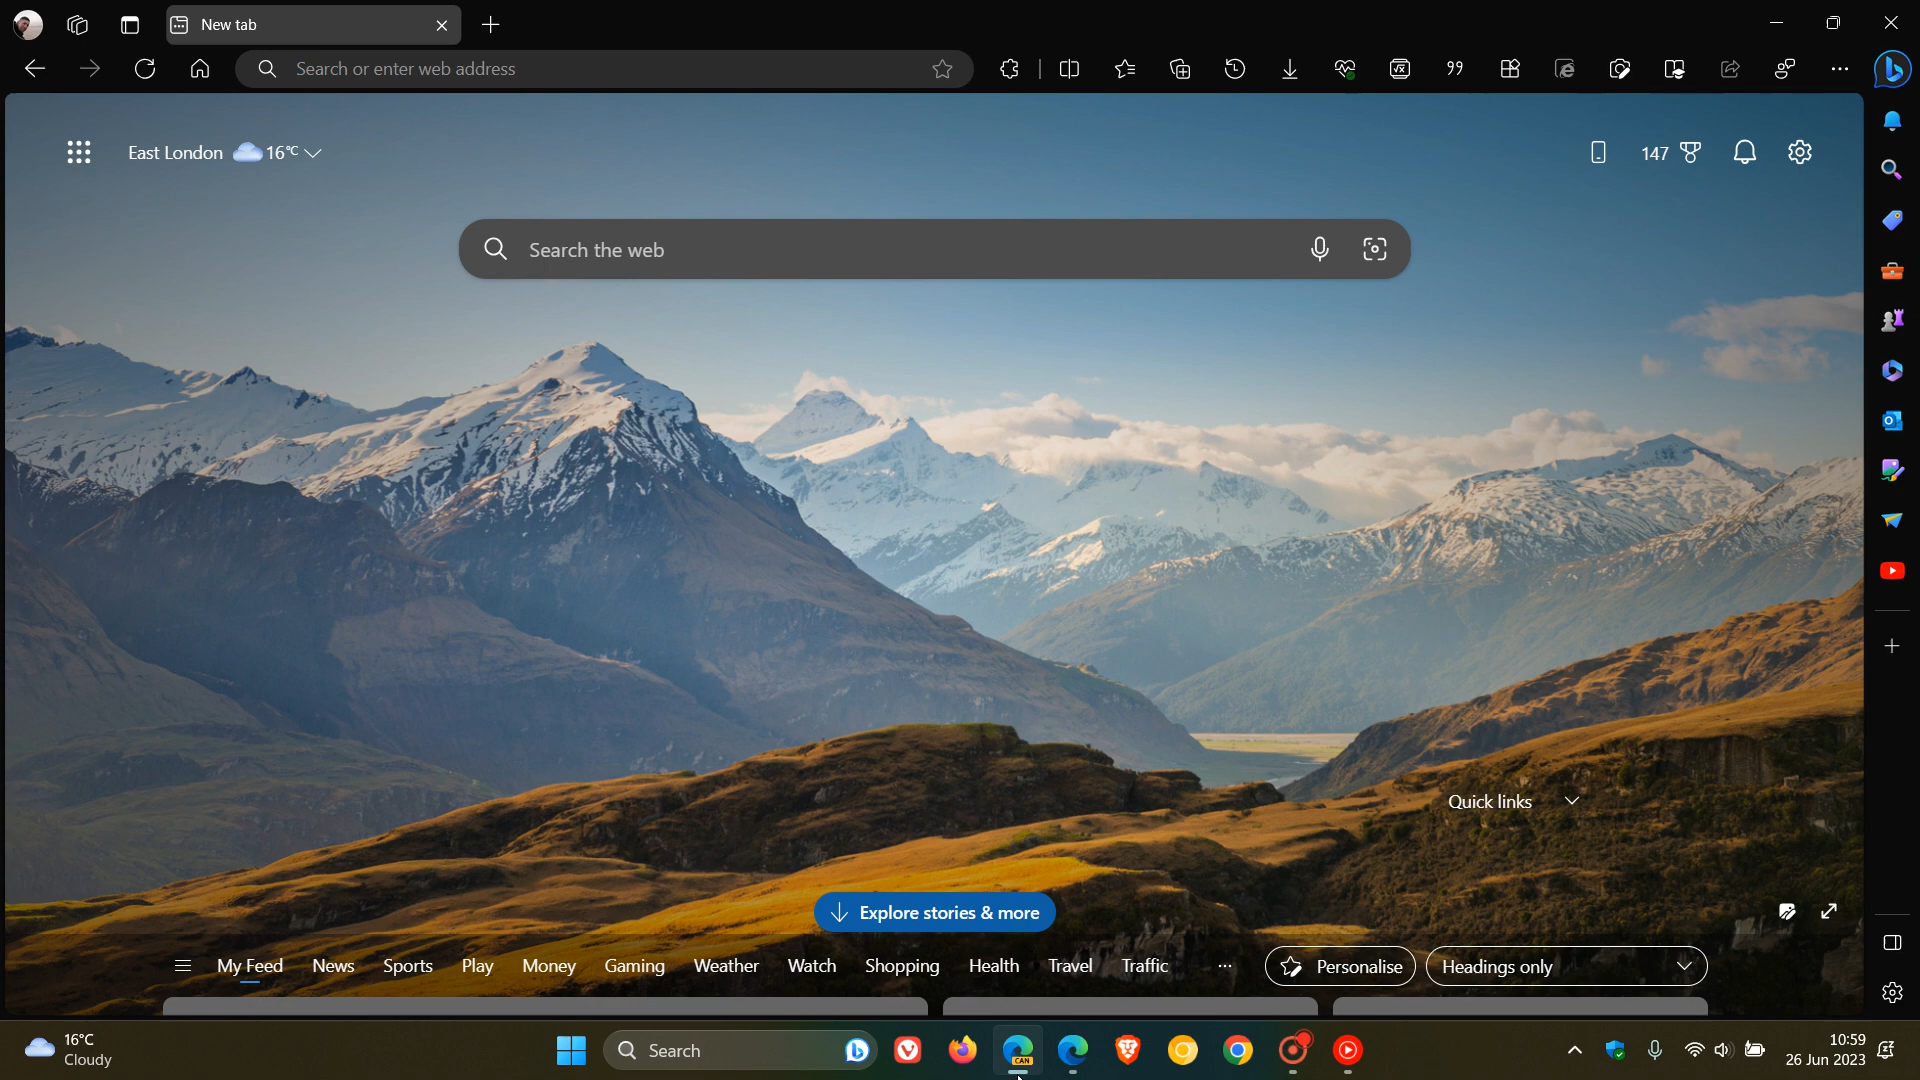 New tab
Search or enter web address
East London 16°C
147
Search the web
Quick links
Explore stories & more
My Feed News Sports Play Money Gaming Weather Watch Shopping Health Travel Traffic ... Personalise Headings only
16°C
Cloudy
Search
CAN
10:59
26 Jun 2023